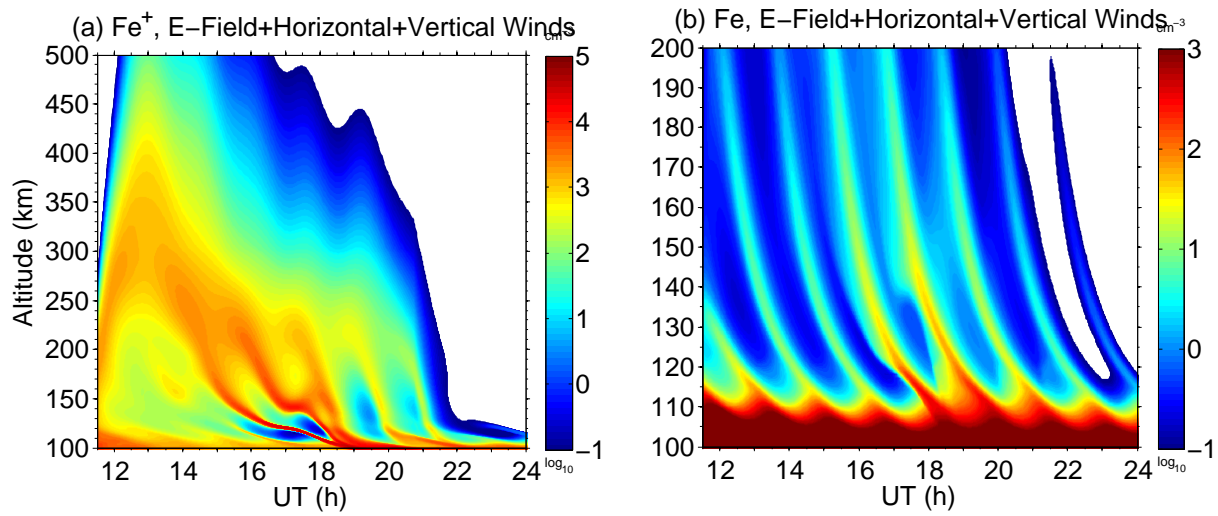 (a) Fe+, E-Field+Horizontal+Vertical Winds
cm-3
500
450
400
350
300
250
200
150
100
Altitude (km)
12 14 16 18 20 22 24
UT (h)
5
4
3
2
1
0
−1
log10
(b) Fe, E-Field+Horizontal+Vertical Winds
cm−3
200
190
180
170
160
150
140
130
120
110
100
12 14 16 18 20 22 24
UT (h)
3
2
1
0
−1
log10